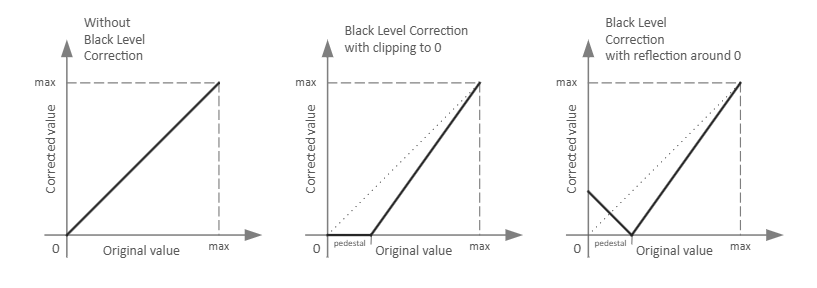 Without
Black Level
Correction
max
Corrected value
0
Original value
max
Black Level Correction
with clipping to 0
max
Corrected value
0
pedestal
Original value
max
Black Level
Correction
with reflection around 0
max
Corrected value
0
pedestal
Original value
max